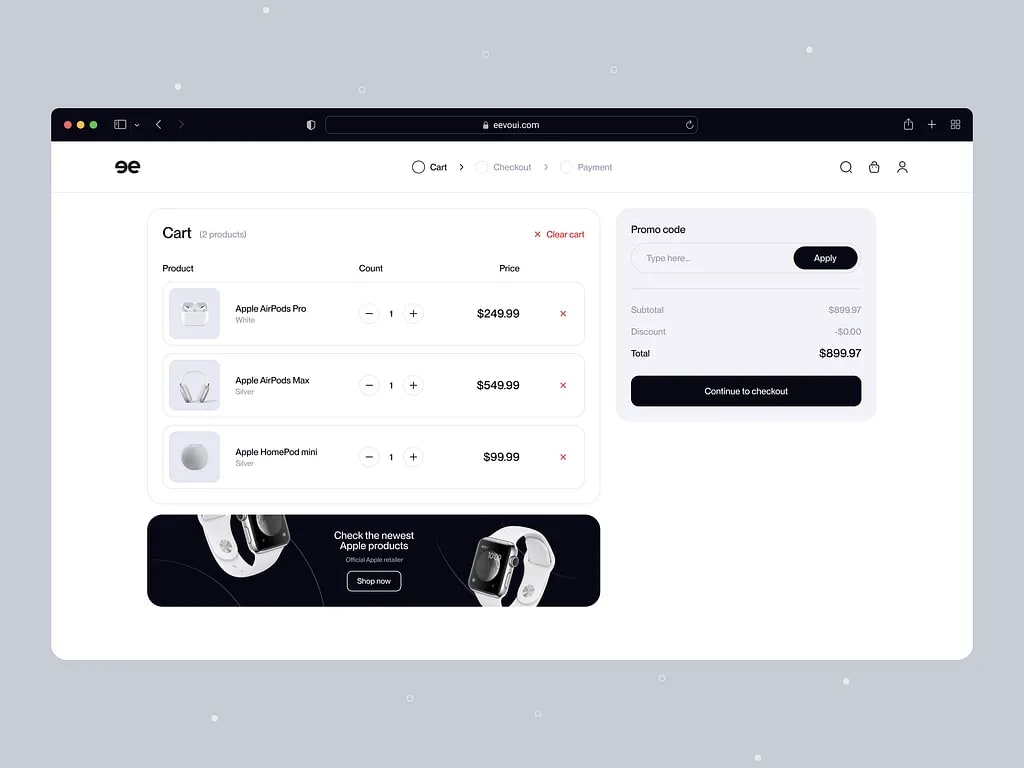 eevoui.com
ee
Cart
Checkout
Payment
Cart (2 products)
Clear cart
Product Count Price
Apple AirPods Pro
White
1
$249.99
Apple AirPods Max
Silver
1
$549.99
Apple HomePod mini
Silver
1
$99.99
Check the newest
Apple products
Official Apple retailer
Shop now
Promo code
Type here...
Apply
Subtotal $899.97
Discount -$0.00
Total $899.97
Continue to checkout